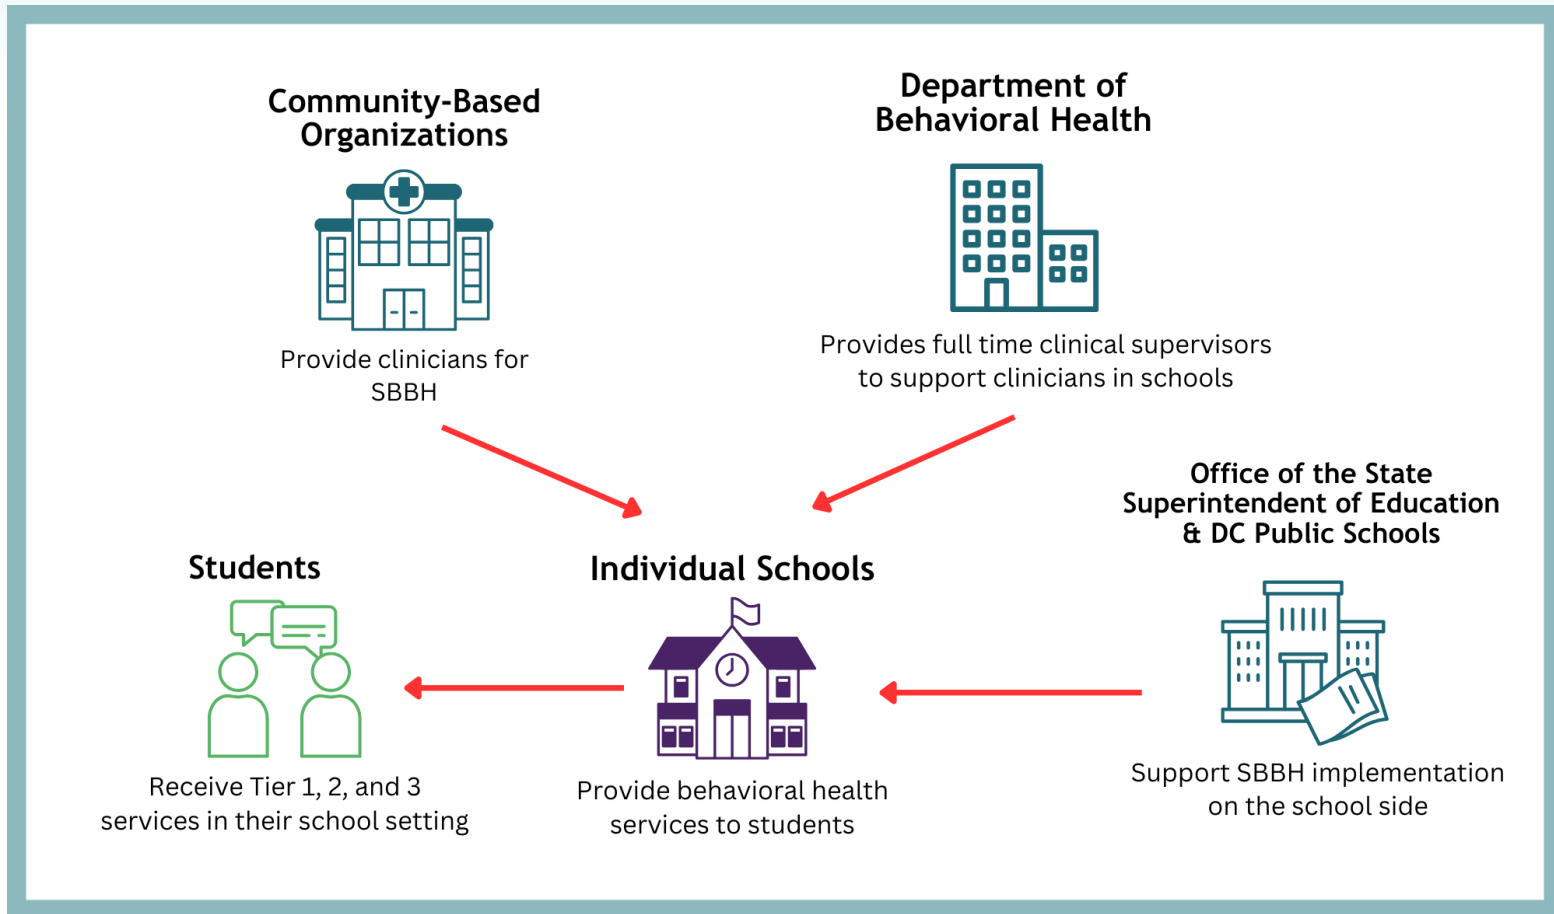 Community-Based
Organizations
Provide clinicians for
SBBH
Department of
Behavioral Health
Provides full time clinical supervisors
to support clinicians in schools
Office of the State
Superintendent of Education
& DC Public Schools
Support SBBH implementation
on the school side
Individual Schools
Provide behavioral health
services to students
Students
Receive Tier 1, 2, and 3
services in their school setting